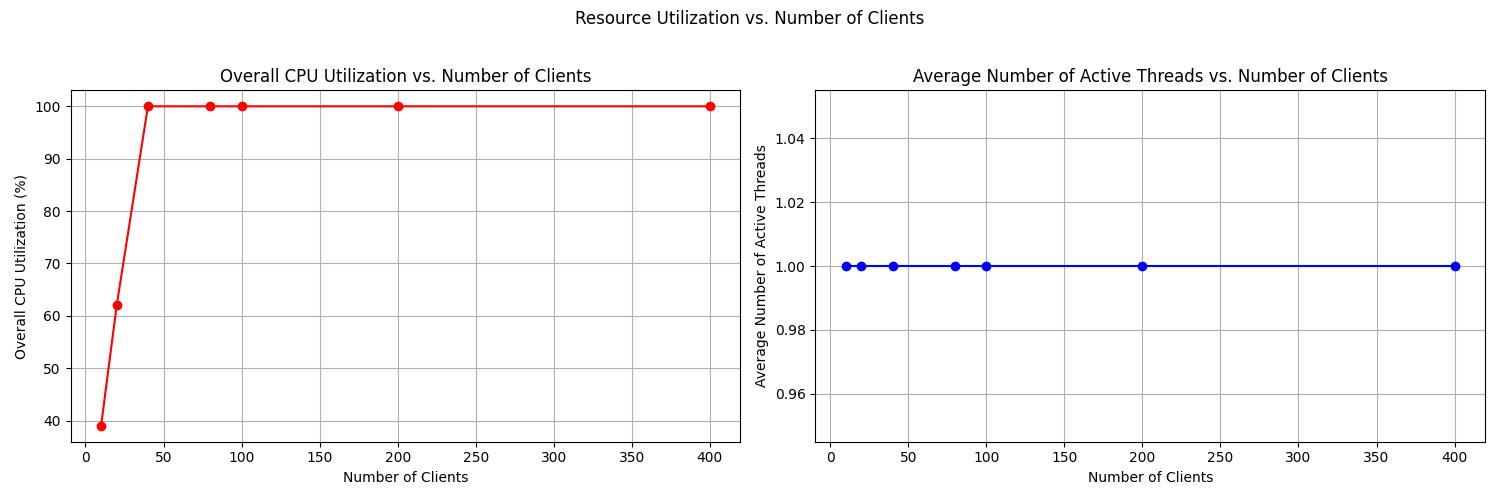 Resource Utilization vs. Number of Clients
Overall CPU Utilization vs. Number of Clients
Overall CPU Utilization (%)
100
90
80
70
60
50
40
0 50 100 150 200 250 300 350 400
Number of Clients
Average Number of Active Threads vs. Number of Clients
Average Number of Active Threads
1.04
1.02
1.00
0.98
0.96
0 50 100 150 200 250 300 350 400
Number of Clients